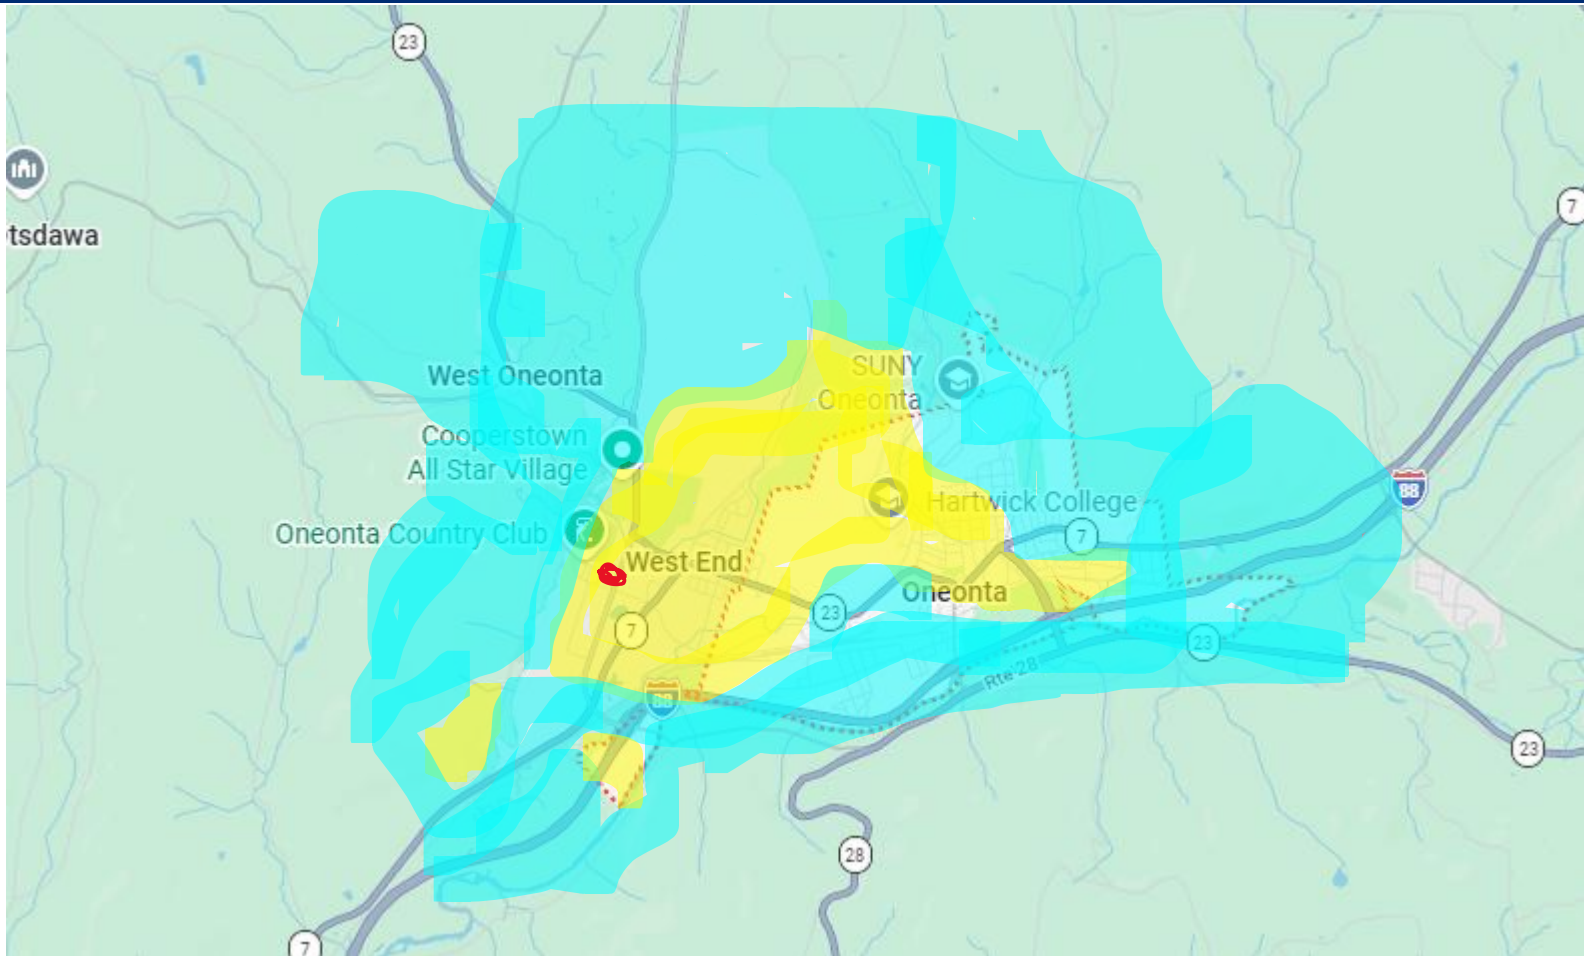 23
7
tsdawa
West Oneonta
SUNY
Oneonta
Cooperstown
All Star Village
88
Hartwick College
Oneonta Country Club
7
West End
Oneonta
23
7
23
Rte 28
88
23
28
7